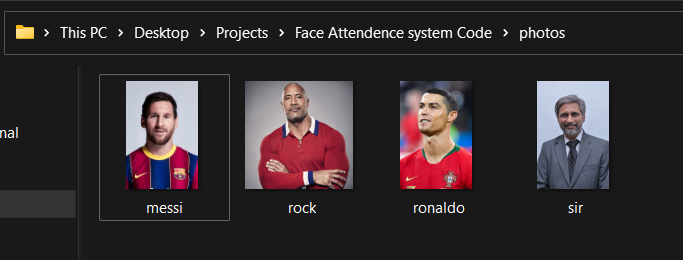 This PC > Desktop > Projects > Face Attendence system Code > photos
nal
messi
rock
ronaldo
sir